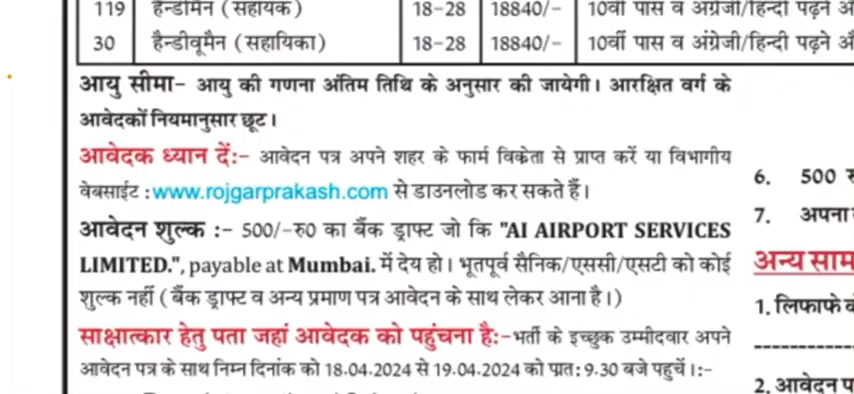 119 हैन्डीमैन (सहायक) 18-28 18840/- 10वीं पास व अंग्रेजी/हिन्दी पढ़ने
30 हैन्डीवूमैन (सहायिका) 18-28 18840/- 10वीं पास व अंग्रेजी/हिन्दी पढ़ने
आयु सीमा- आयु की गणना अंतिम तिथि के अनुसार की जायेगी। आरक्षित वर्ग के
आवेदकों नियमानुसार छूट।
आवेदक ध्यान दें:- आवेदन पत्र अपने शहर के फार्म विक्रेता से प्राप्त करें या विभागीय
वेबसाईट : www.rojgarprakash.com से डाउनलोड कर सकते हैं।
आवेदन शुल्क :- 500/-रु0 का बैंक ड्राफ्ट जो कि "AI AIRPORT SERVICES
LIMITED.", payable at Mumbai. में देय हो। भूतपूर्व सैनिक/एससी/एसटी को कोई
शुल्क नहीं ( बैंक ड्राफ्ट व अन्य प्रमाण पत्र आवेदन के साथ लेकर आना है।)
साक्षात्कार हेतु पता जहां आवेदक को पहुंचना है:-भर्ती के इच्छुक उम्मीदवार अपने
आवेदन पत्र के साथ निम्न दिनांक को 18.04.2024 से 19.04.2024 को प्रात: 9.30 बजे पहुचें।:-
6. 500
7. अपना
अन्य साम
1. लिफाफे
2. आवेदन प